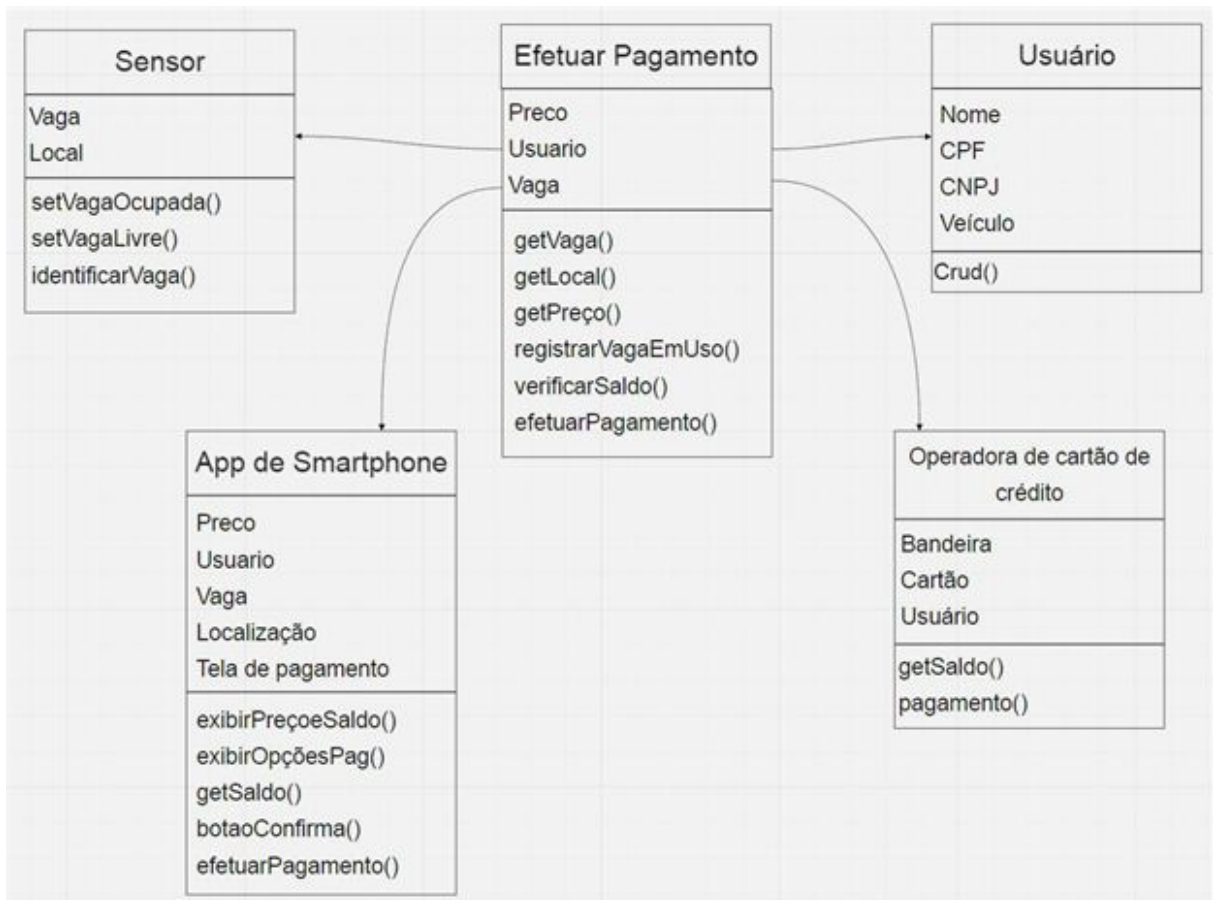 Sensor
Vaga
Local
setVagaOcupada()
setVagaLivre()
identificarVaga()
Efetuar Pagamento
Preco
Usuario
Vaga
getVaga()
getLocal()
getPreço()
registrarVagaEmUso()
verificarSaldo()
efetuarPagamento()
Usuário
Nome
CPF
CNPJ
Veículo
Crud()
App de Smartphone
Preco
Usuario
Vaga
Localização
Tela de pagamento
exibirPreçoeSaldo()
exibirOpçõesPag()
getSaldo()
botaoConfirma()
efetuarPagamento()
Operadora de cartão de
crédito
Bandeira
Cartão
Usuário
getSaldo()
pagamento()